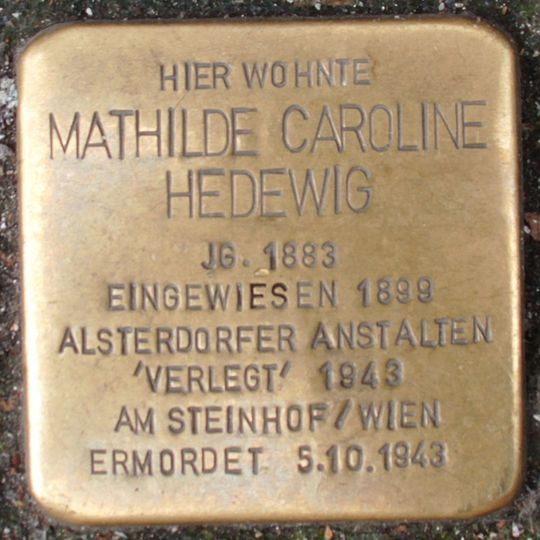 HIER WOHNTE
MATHILDE CAROLINE
HEDEWIG
JG. 1883
EINGEWIESEN 1899
ALSTERDORFER ANSTALTEN
'VERLEGT' 1943
AM STEINHOF/WIEN
ERMORDET 5.10.1943